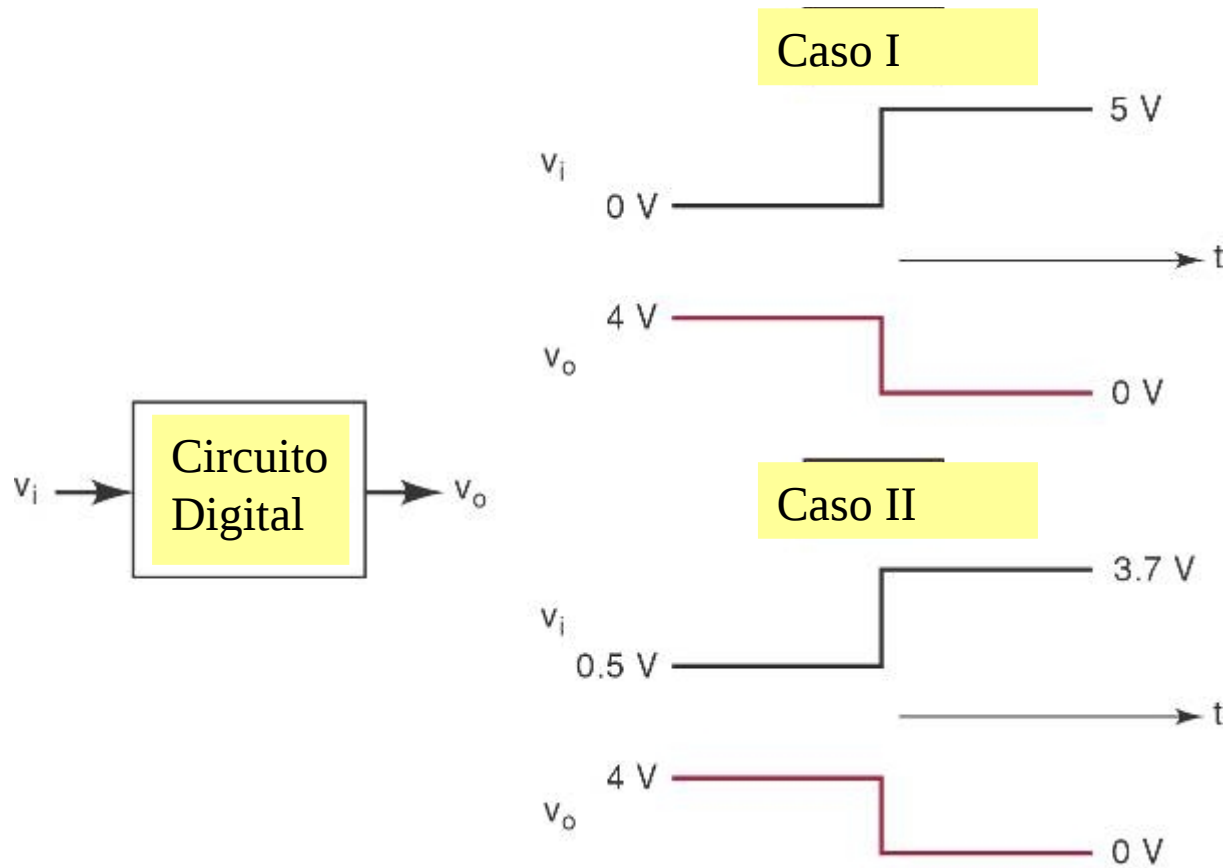 Caso I
5 V
vi
0 V
t
4 V
vo
0 V
Circuito
Digital
vi
vo
Caso II
3.7 V
vi
0.5 V
t
4 V
vo
0 V